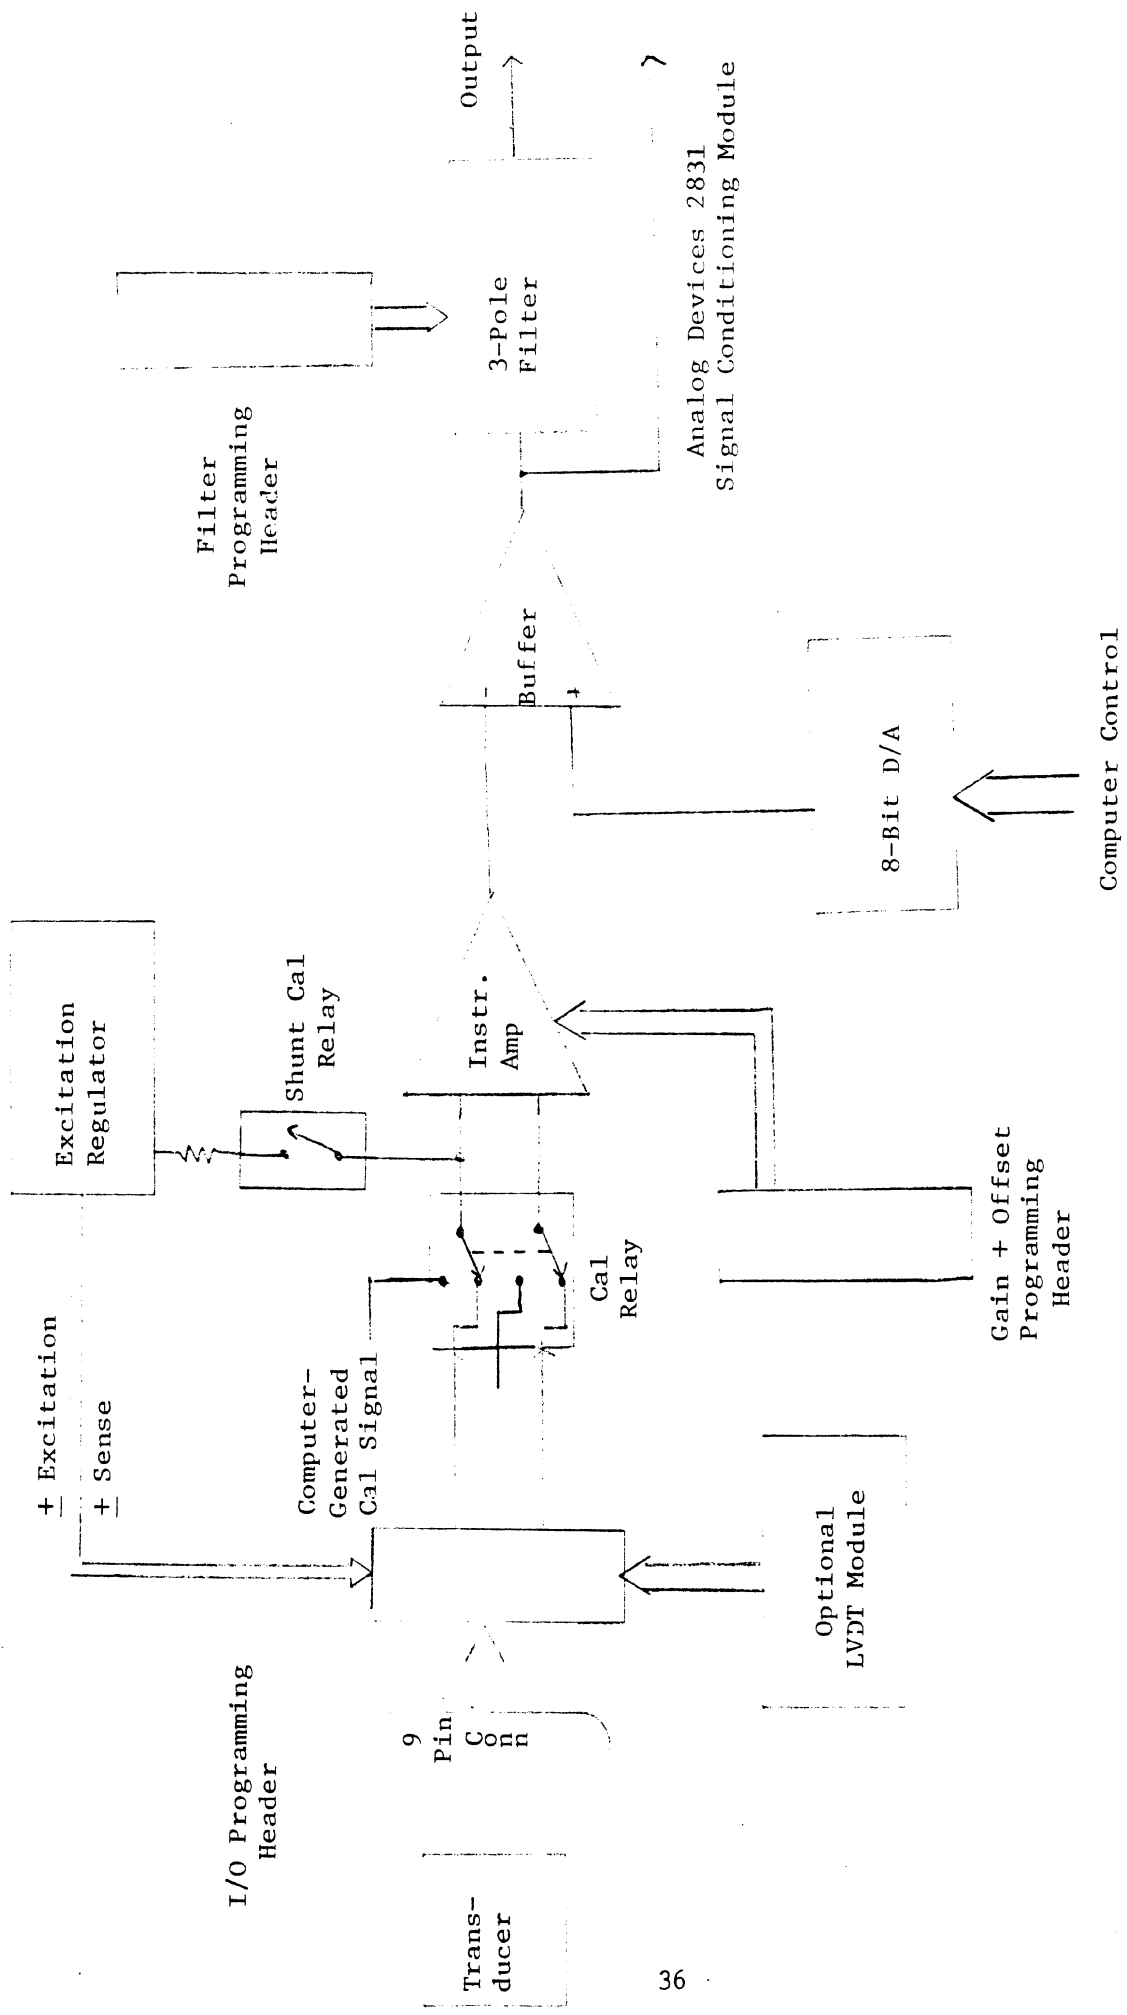 Trans-
ducer
I/O Programming
Header
9
Pin
Conn
± Excitation
± Sense
Optional
LVDT Module
Computer-
Generated
Cal Signal
Cal
Relay
Excitation
Regulator
Shunt Cal
Relay
Gain + Offset
Programming
Header
Instr.
Amp
-
Buffer
+
8-Bit D/A
Computer Control
Filter
Programming
Header
3-Pole
Filter
Output
Analog Devices 2831
Signal Conditioning Module
36